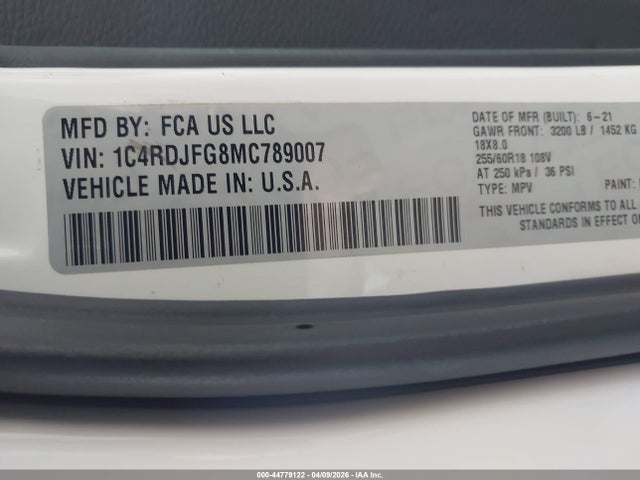 MFD BY: FCA US LLC
VIN: 1C4RDJFG8MC789007
VEHICLE MADE IN: U.S.A.
DATE OF MFR (BUILT): 6-21
GAWR FRONT: 3200 LB / 1452 KG
18X8.0
255/60R18 108V
AT 250 kPa / 36 PSI
TYPE: MPV PAINT:
THIS VEHICLE CONFORMS TO ALL
STANDARDS IN EFFECT
000-44779122 - 04/09/2026 - IAA Inc.